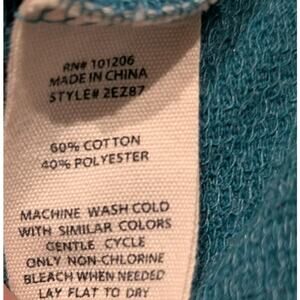 RN# 101206
MADE IN CHINA
STYLE# 2EZ87
60% COTTON
40% POLYESTER
MACHINE WASH COLD
WITH SIMILAR COLORS
GENTLE CYCLE
ONLY NON-CHLORINE
BLEACH WHEN NEEDED
LAY FLAT TO DRY